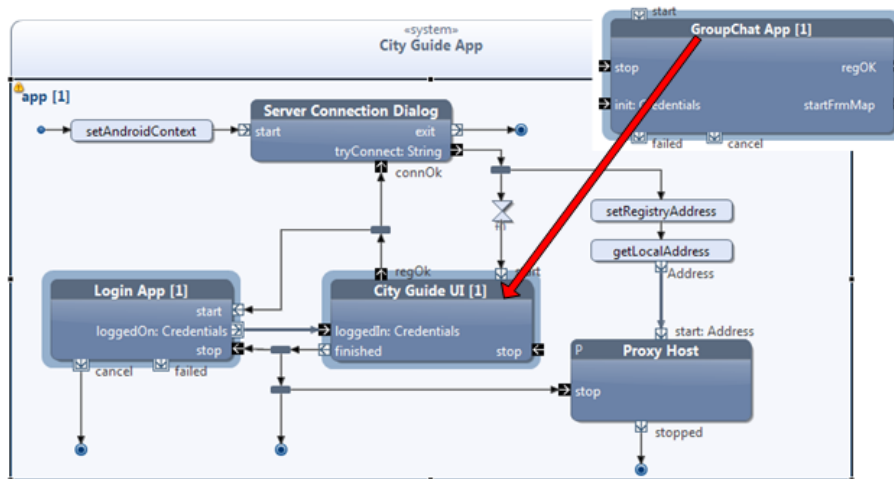 «system»
City Guide App
start
GroupChat App [1]
stop
regOK
init: Credentials
startFrmMap
failed
cancel
app [1]
setAndroidContext
Server Connection Dialog
start
exit
tryConnect: String
connOk
setRegistryAddress
getLocalAddress
Address
regOk
start
Login App [1]
start
loggedOn: Credentials
stop
cancel
failed
City Guide UI [1]
loggedIn: Credentials
finished
stop
start: Address
P
Proxy Host
stop
stopped